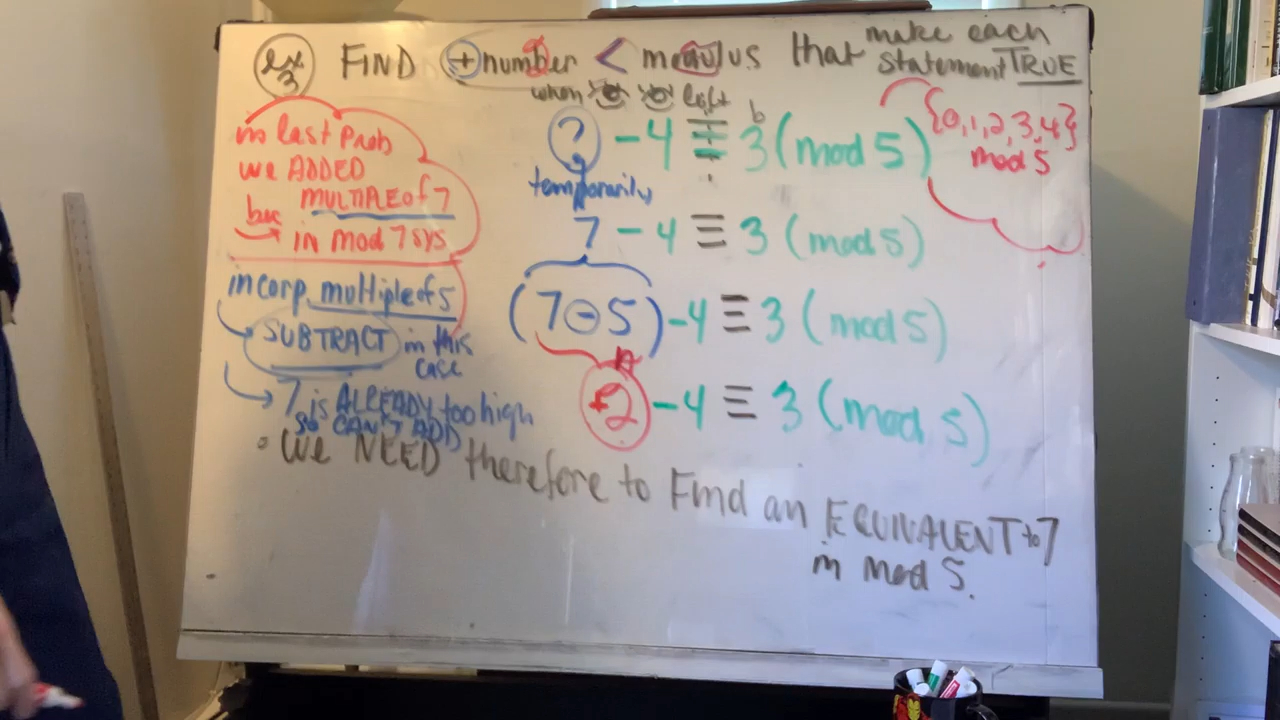 ex 3 FIND + number < modulus that make each statement TRUE
when left
? - 4 ≡ 3 (mod 5)
b
{0,1,2,3,4}
mod 5
temporarily
in last Prob
we ADDED
MULTIPLE of 7
bec
in mod 7 sys
7 - 4 ≡ 3 (mod 5)
incorp multiple of 5
SUBTRACT in this
case
(7 - 5) - 4 ≡ 3 (mod 5)
7 is ALREADY too high
so CAN'T ADD
2 - 4 ≡ 3 (mod 5)
• WE NEED therefore to Find an EQUIVALENT to 7
in mod 5.